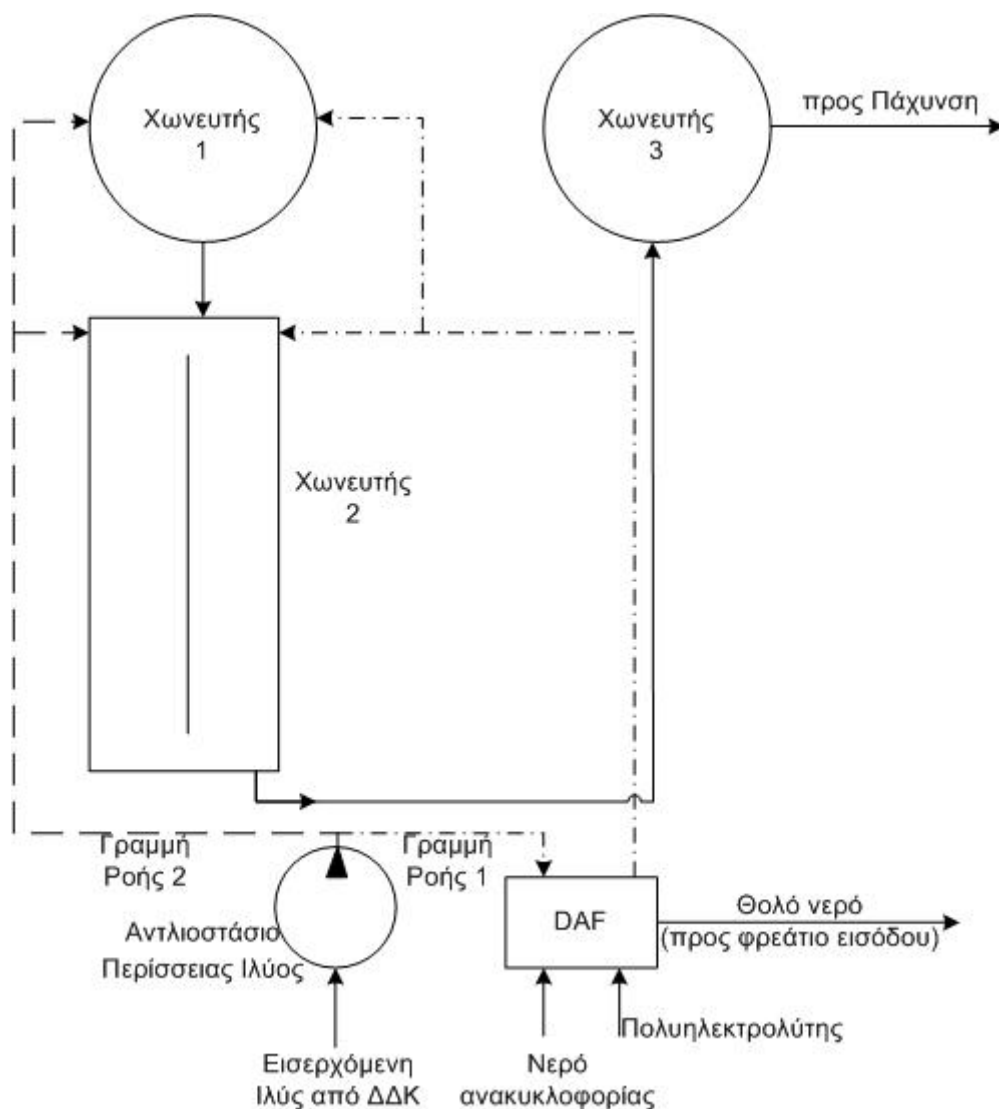 Χωνευτής
1
Χωνευτής
3
προς Πάχυνση
Χωνευτής
2
Γραμμή
Ροής 2
Γραμμή
Ροής 1
Αντλιοστάσιο
Περίσσειας Ιλύος
DAF
Θολό νερό
(προς φρεάτιο εισόδου)
Πολυηλεκτρολύτης
Εισερχόμενη
Ιλύς από ΔΔΚ
Νερό
ανακυκλοφορίας